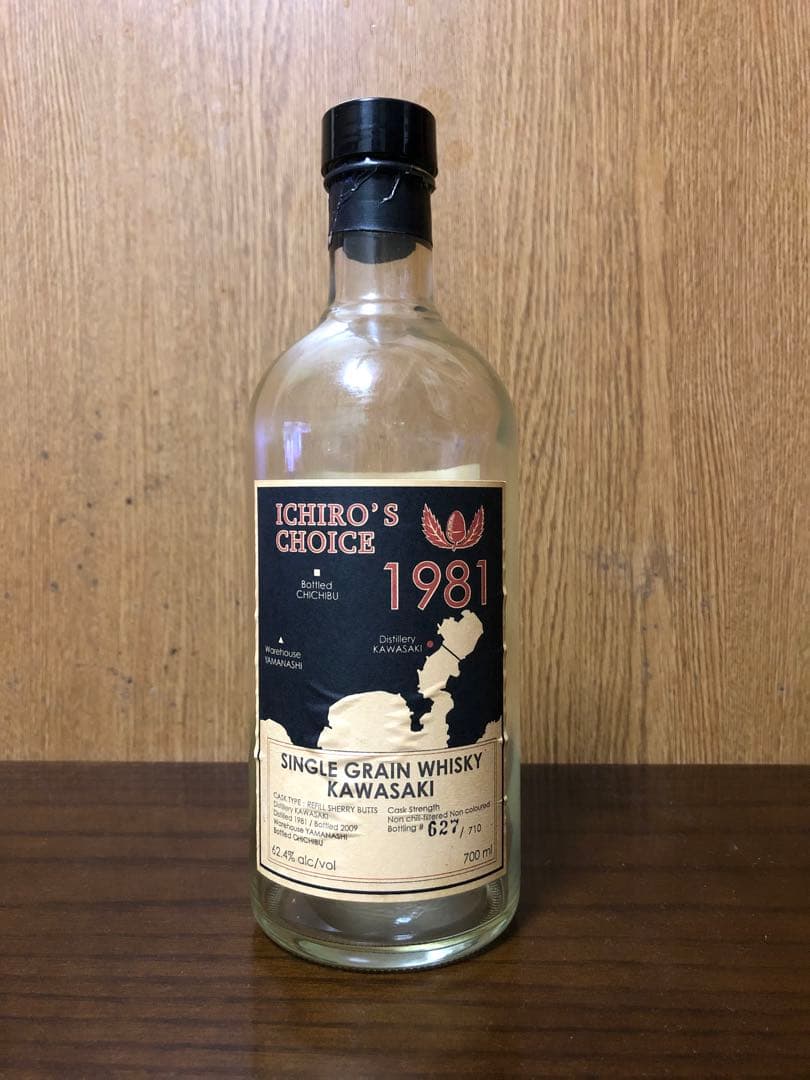 ICHIRO'S
CHOICE
1981
Bottled
CHICHIBU
Distillery
KAWASAKI
Warehouse
YAMANASHI
SINGLE GRAIN WHISKY
KAWASAKI
CASK TYPE : REFILL SHERRY BUTTS
Distillery KAWASAKI
Distilled 1981 / Bottled 2009
Warehouse YAMANASHI
Bottled CHICHIBU
Cask Strength
Non chill-filtered Non coloured
Bottling # 627 / 710
62.4% alc/vol
700 ml